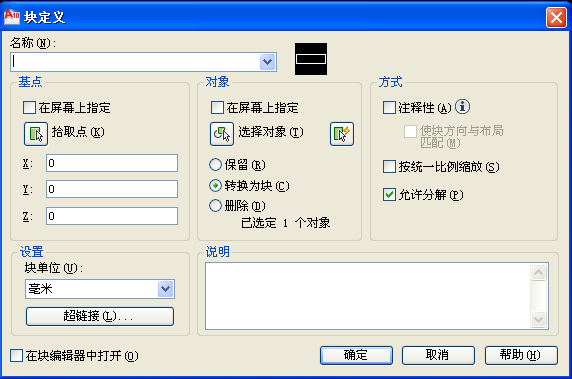 块定义
名称(N):
基点
在屏幕上指定
拾取点(K)
X: 0
Y: 0
Z: 0
对象
在屏幕上指定
选择对象(T)
保留(R)
转换为块(C)
删除(D)
已选定 1 个对象
方式
注释性(A)
使块方向与布局
匹配(M)
按统一比例缩放(S)
允许分解(P)
设置
块单位(U):
毫米
超链接(L)...
说明
在块编辑器中打开(O)
确定
取消
帮助(H)